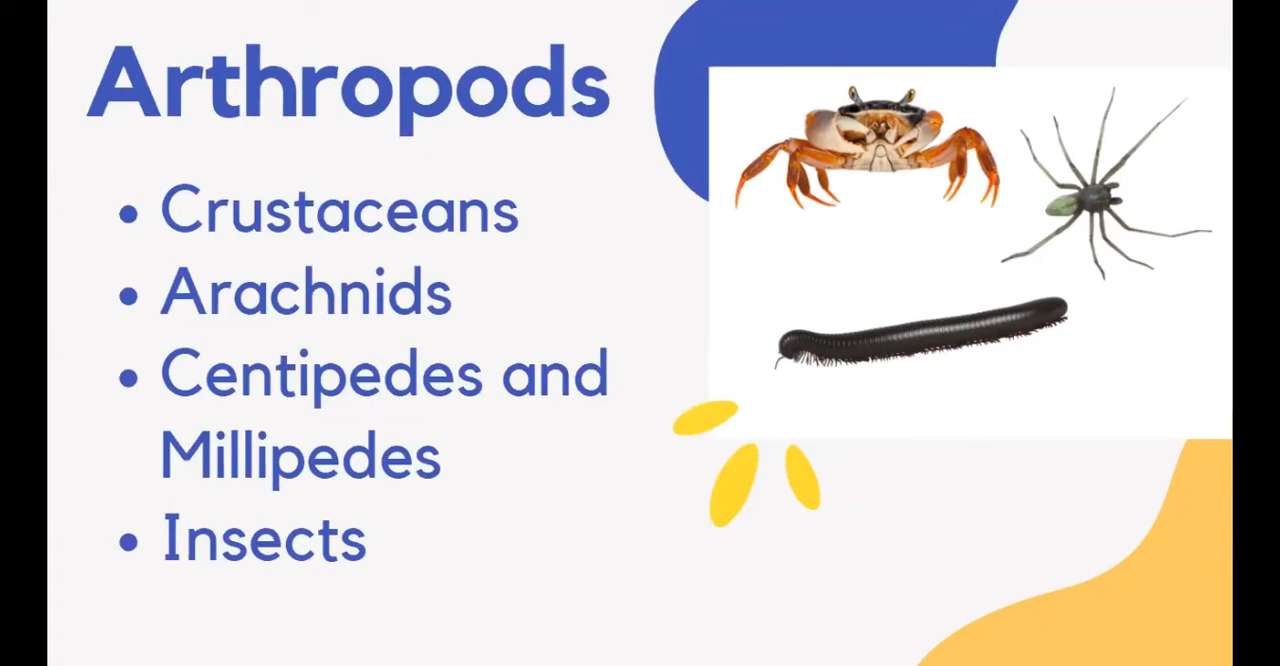 Arthropods
• Crustaceans
• Arachnids
• Centipedes and
Millipedes
• Insects